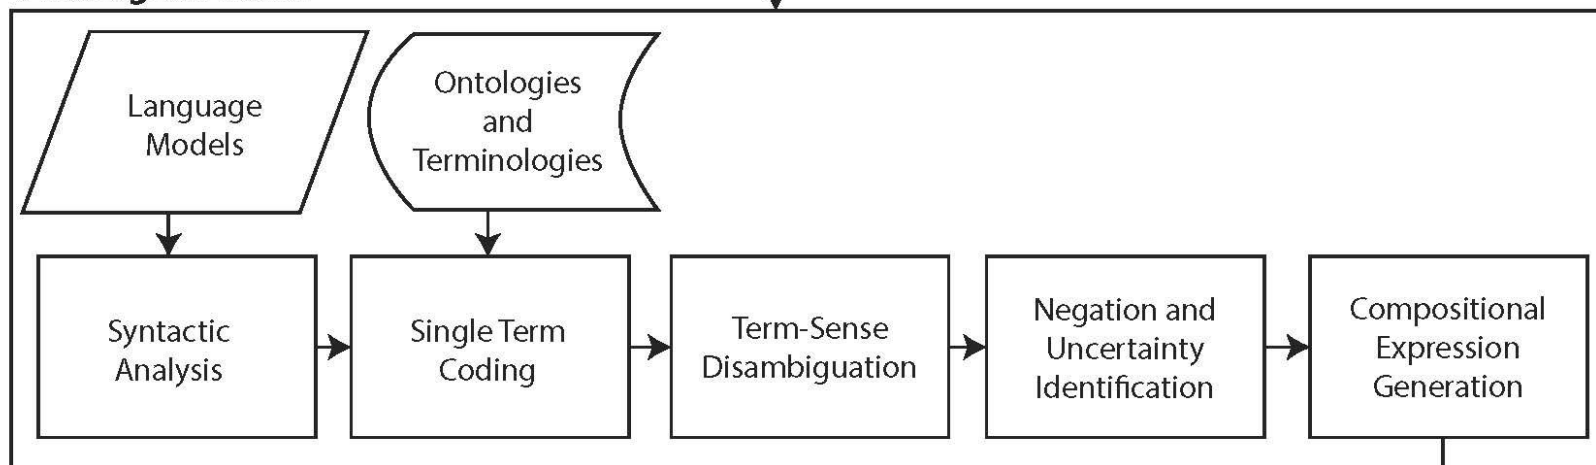 Language
Models
Ontologies
and
Terminologies
Syntactic
Analysis
Single Term
Coding
Term-Sense
Disambiguation
Negation and
Uncertainty
Identification
Compositional
Expression
Generation